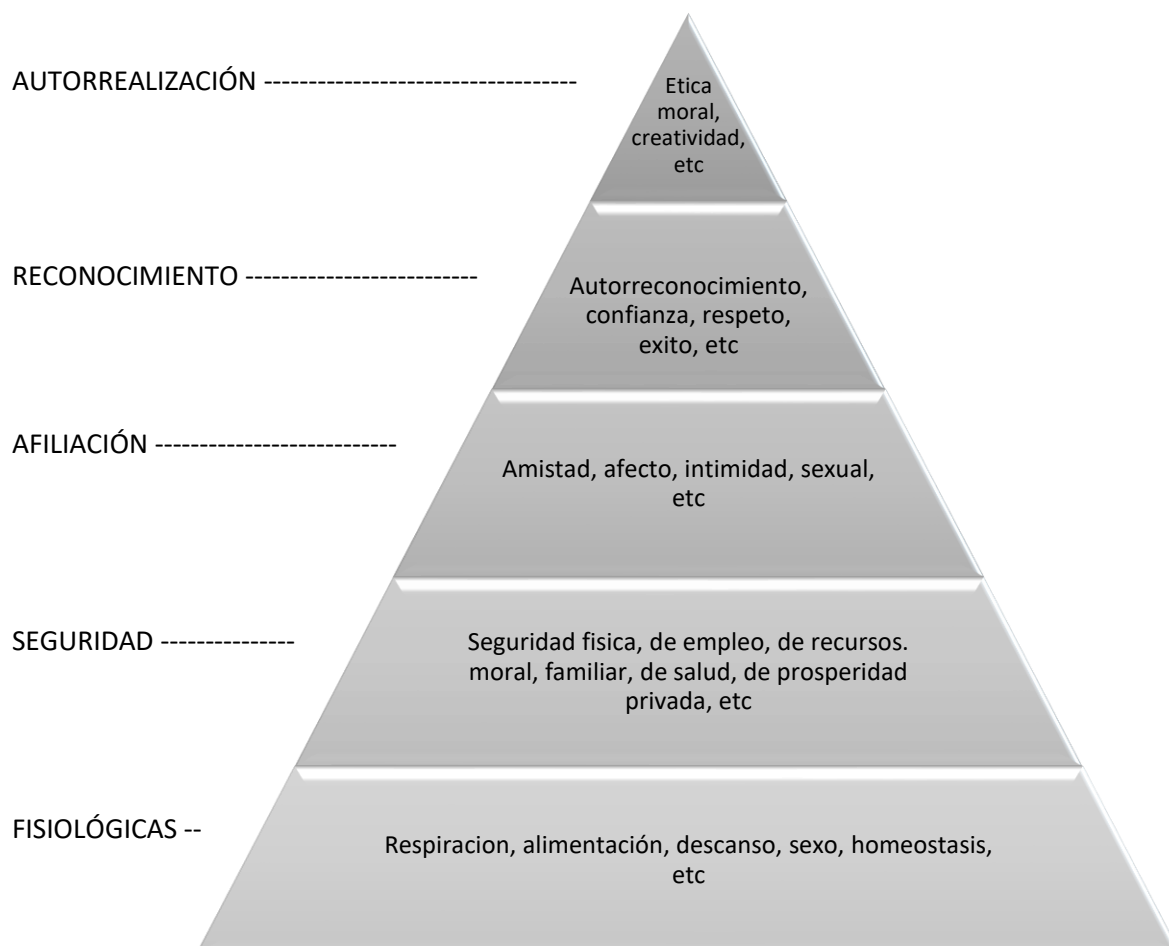 AUTORREALIZACIÓN -----------------------------------
Etica
moral,
creatividad,
etc
RECONOCIMIENTO --------------------------
Autorreconocimiento,
confianza, respeto,
exito, etc
AFILIACIÓN ---------------------------
Amistad, afecto, intimidad, sexual,
etc
SEGURIDAD ---------------
Seguridad fisica, de empleo, de recursos.
moral, familiar, de salud, de prosperidad
privada, etc
FISIOLÓGICAS --
Respiracion, alimentación, descanso, sexo, homeostasis,
etc